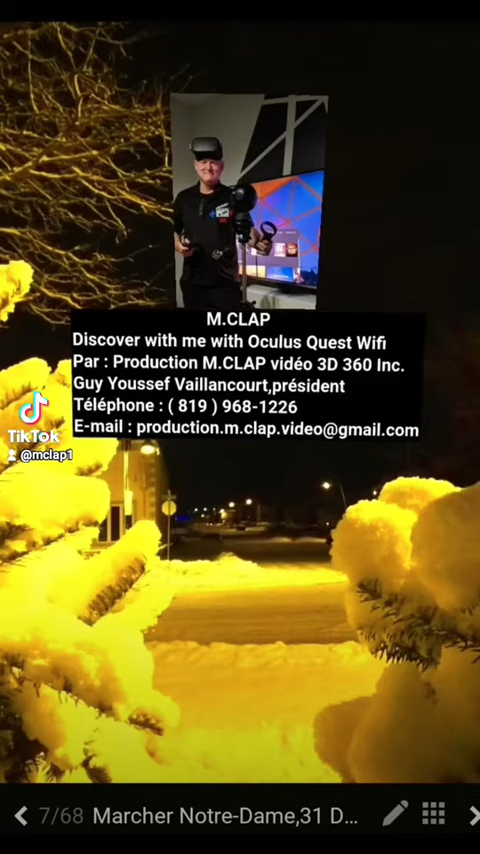 M.CLAP
Discover with me with Oculus Quest Wifi
Par : Production M.CLAP vidéo 3D 360 Inc.
Guy Youssef Vaillancourt,président
Téléphone : ( 819 ) 968-1226
E-mail : production.m.clap.video@gmail.com
TikTok
@mclap1
7/68 Marcher Notre-Dame,31 D...